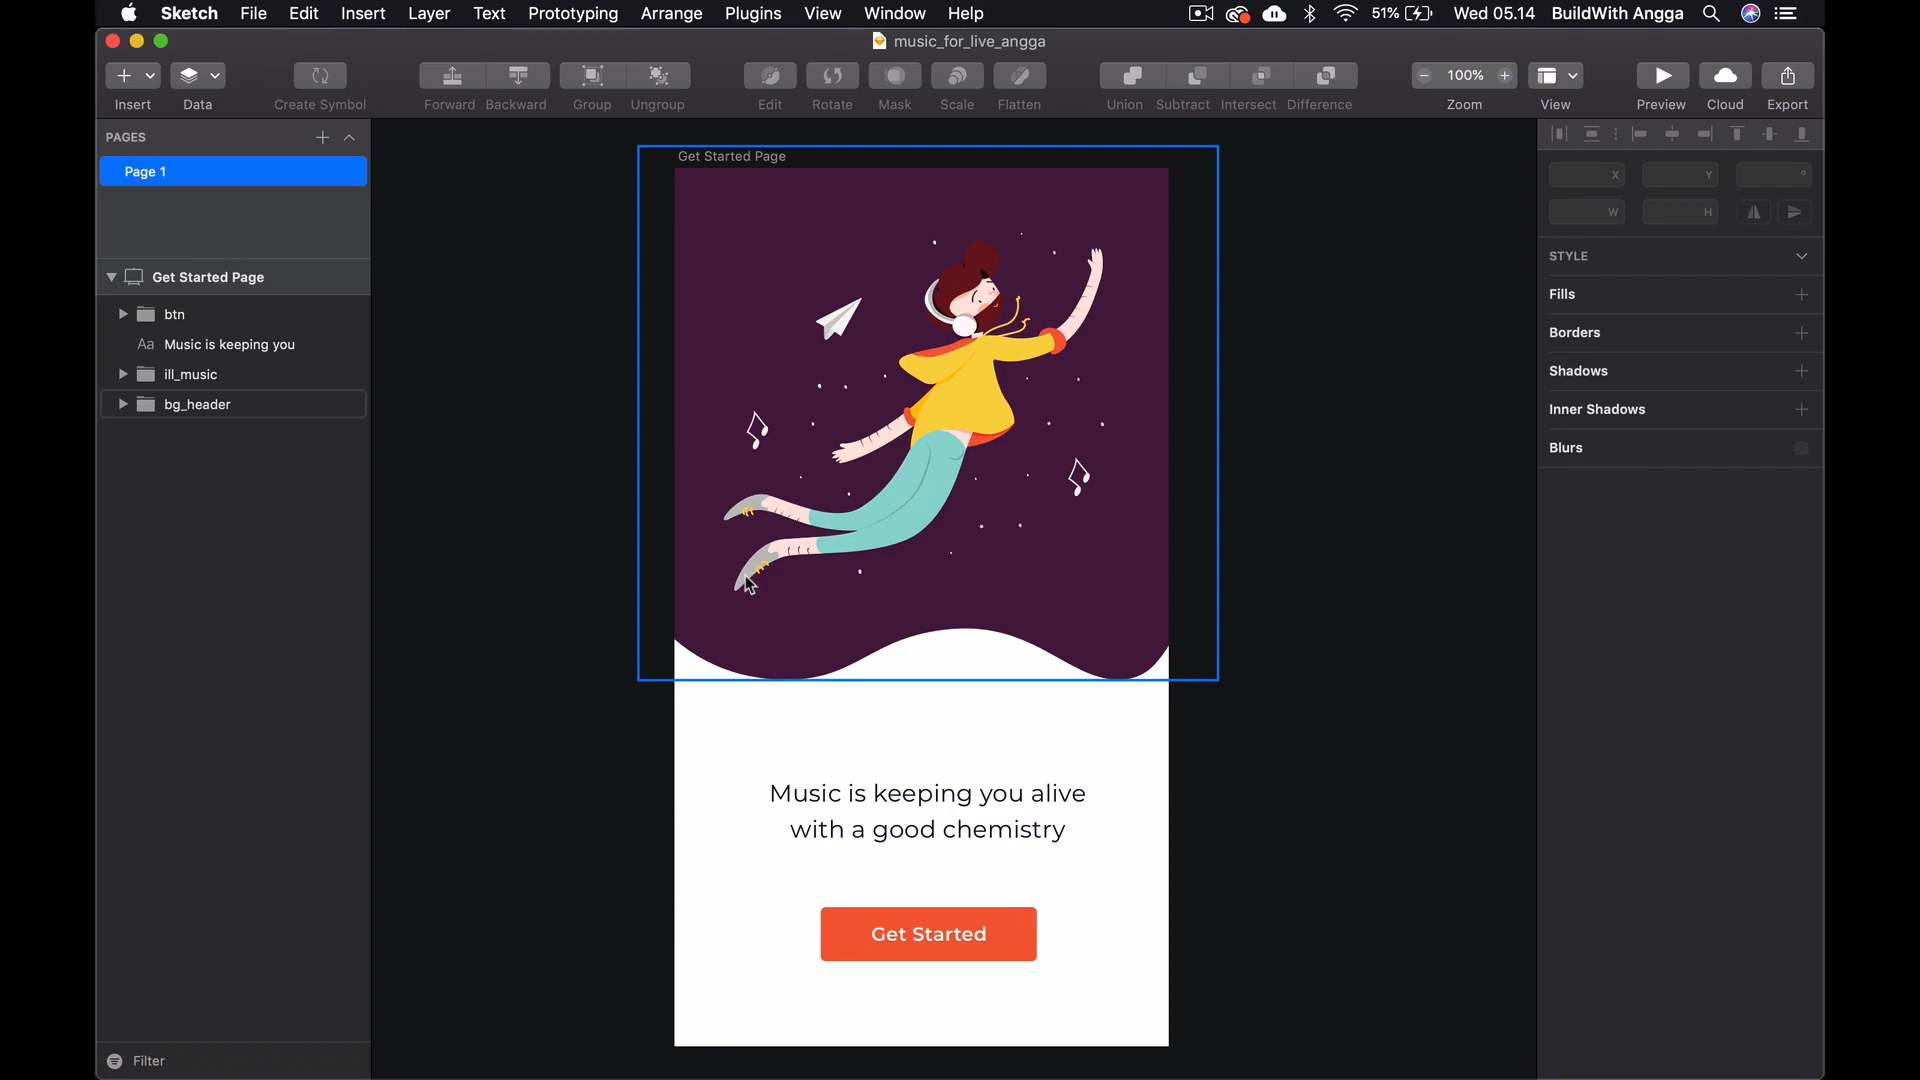 Sketch File Edit Insert Layer Text Prototyping Arrange Plugins View Window Help 51% Wed 05.14 BuildWith Angga
music_for_live_angga
100%
Insert Data Create Symbol Forward Backward Group Ungroup Edit Rotate Mask Scale Flatten Union Subtract Intersect Difference Zoom View Preview Cloud Export
PAGES
Page 1
Get Started Page
btn
Music is keeping you
ill_music
bg_header
Filter
Get Started Page
Music is keeping you alive
with a good chemistry
Get Started
X Y °
W H
STYLE
Fills
Borders
Shadows
Inner Shadows
Blurs